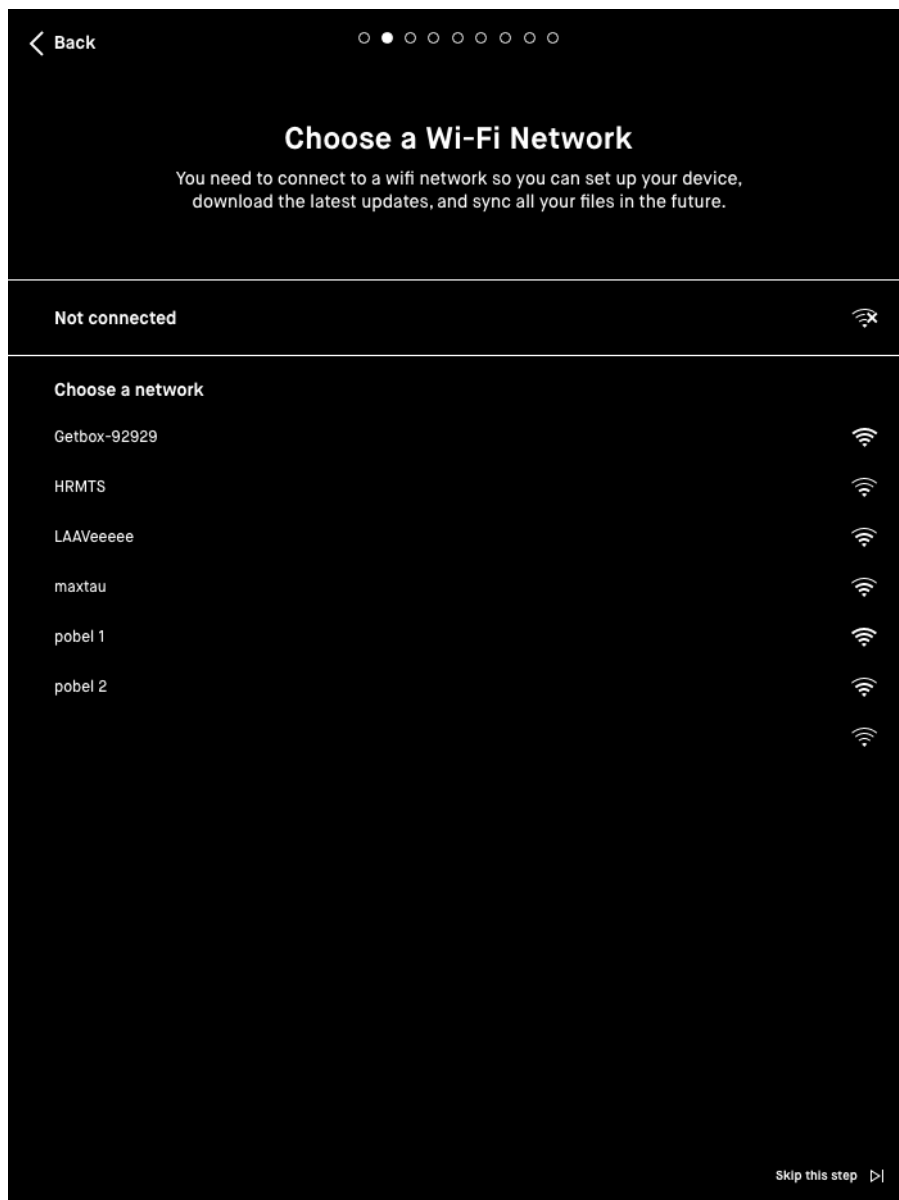 Back
Choose a Wi-Fi Network
You need to connect to a wifi network so you can set up your device,
download the latest updates, and sync all your files in the future.
Not connected
Choose a network
Getbox-92929
HRMTS
LAAVeeeee
maxtau
pobel 1
pobel 2
Skip this step